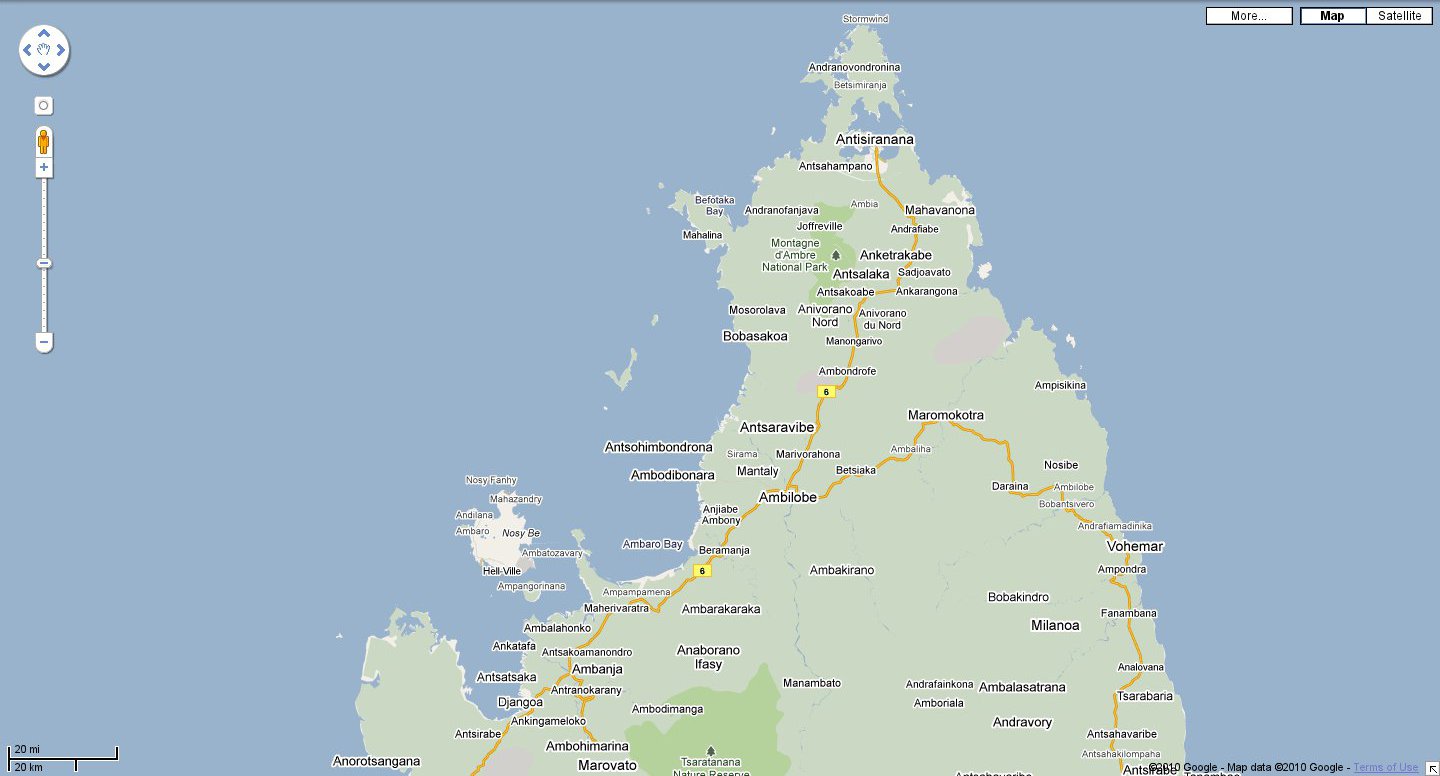 Stormwind
More...
Map
Satellite
Andranovondronina
Betsimiranja
Antisiranana
Antsahampano
Befotaka
Bay
Andranofanjava
Ambia
Mahavanona
Joffreville
Andrafiabe
Mahalina
Montagne
d'Ambre
National Park
Anketrakabe
Antsalaka
Sadjoavato
Antsakoabe
Ankarangona
Mosorolava
Anivorano
Nord
Anivorano
du Nord
Bobasakoa
Manongarivo
Ambondrofe
Ampisikina
6
Maromokotra
Antsaravibe
Antsohimbondrona
Sirama
Marivorahona
Ambaliha
Ambodibonara
Mantaly
Betsiaka
Nosibe
Nosy Fanhy
Daraina
Ambilobe
Mahazandry
Ambilobe
Bobantsivero
Anjiabe
Ambony
Andilana
Ambaro
Nosy Be
Andrafiamadinika
Ambaro Bay
Beramanja
Vohemar
Ambatozavary
Hell-Ville
6
Ambakirano
Ampondra
Ampangorinana
Ampampamena
Bobakindro
Maherivaratra
Ambarakaraka
Fanambana
Ambalahonko
Milanoa
Ankatafa
Antsakoamanondro
Anaborano
Ifasy
Ambanja
Analovana
Antsatsaka
Antranokarany
Manambato
Andrafainkona
Ambalasatrana
Djangoa
Ambodimanga
Amboriala
Tsarabaria
Ankingameloko
Andravory
Antsirabe
Antsahavaribe
Ambohimarina
20 mi
Tsaratanana
Nature Reserve
Antsahakilompaha
Anorotsangana
Marovato
20 km
Antsirabe
©2010 Google - Map data ©2010 Google - Terms of Use